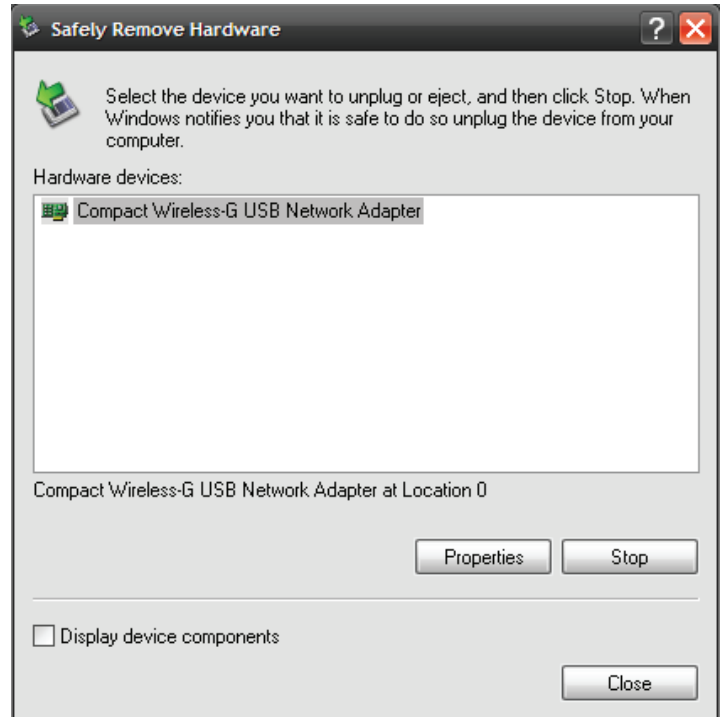 Safely Remove Hardware
Select the device you want to unplug or eject, and then click Stop. When
Windows notifies you that it is safe to do so unplug the device from your
computer.
Hardware devices:
Compact Wireless-G USB Network Adapter
Compact Wireless-G USB Network Adapter at Location 0
Properties Stop
Display device components
Close